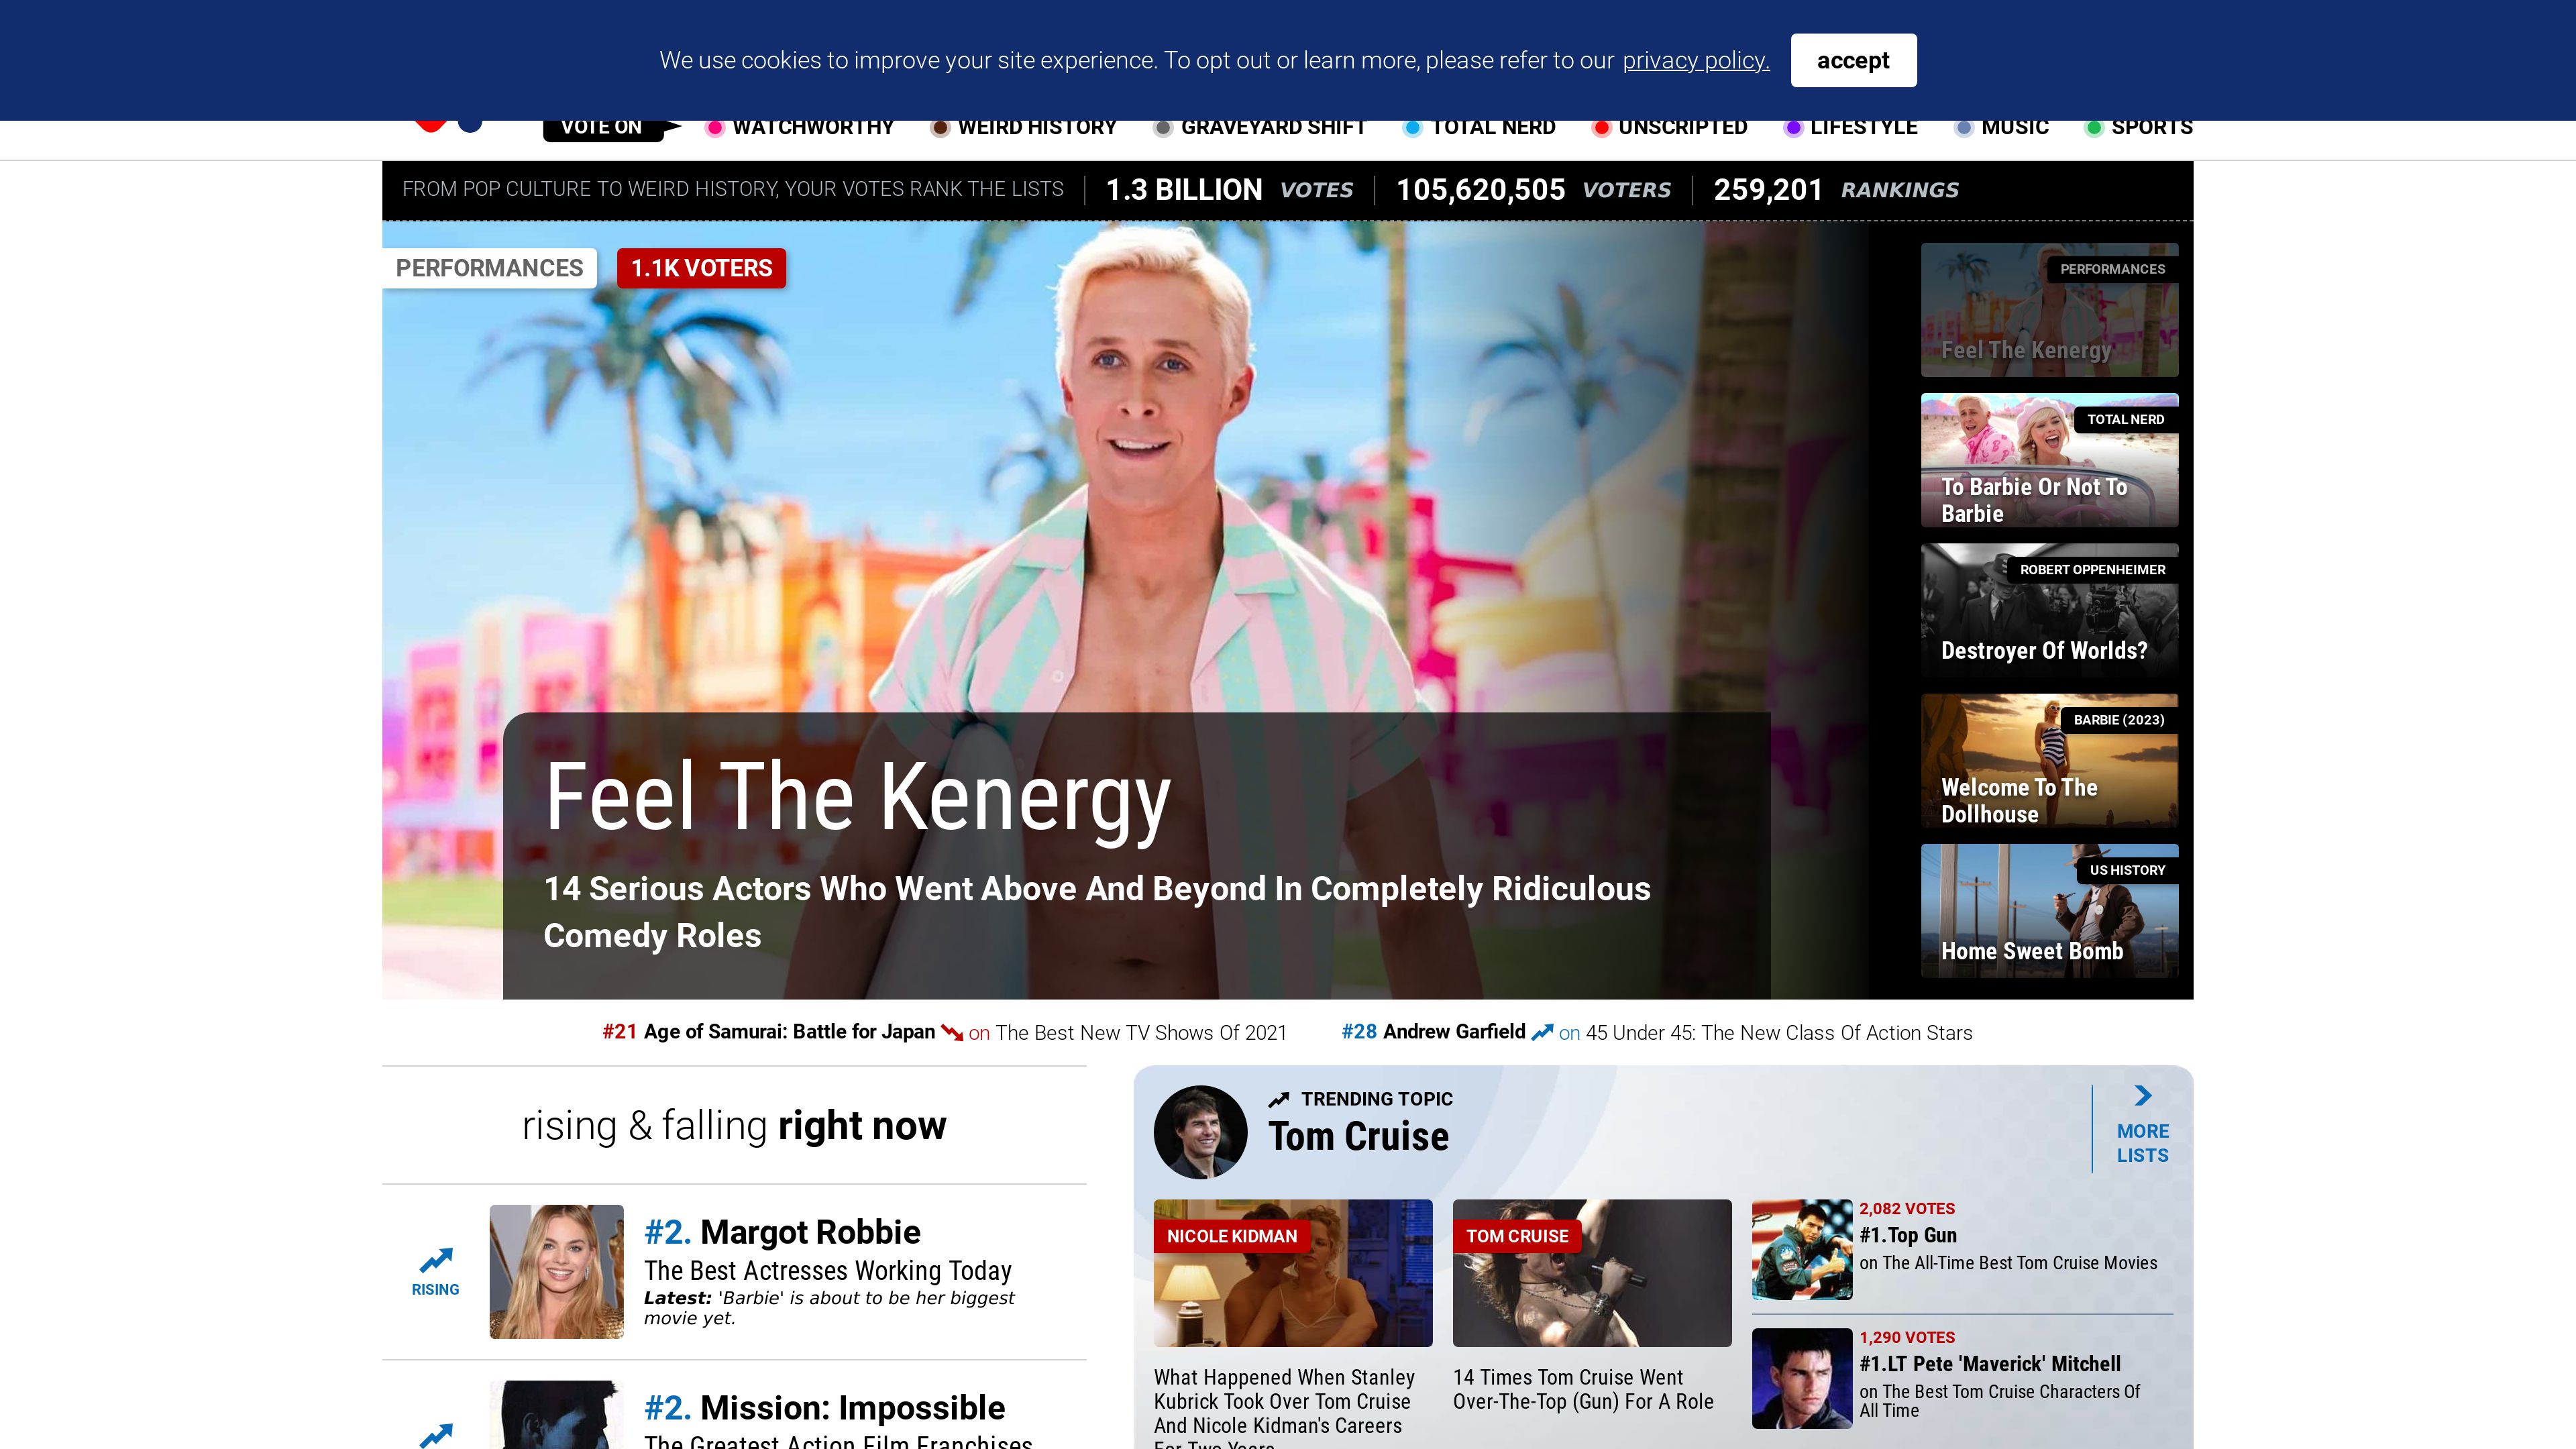 We use cookies to improve your site experience. To opt out or learn more, please refer to our privacy policy. accept
VOTE ON WATCHWORTHY WEIRD HISTORY GRAVEYARD SHIFT TOTAL NERD UNSCRIPTED LIFESTYLE MUSIC SPORTS
FROM POP CULTURE TO WEIRD HISTORY, YOUR VOTES RANK THE LISTS 1.3 BILLION VOTES 105,620,505 VOTERS 259,201 RANKINGS
PERFORMANCES 1.1K VOTERS
Feel The Kenergy
14 Serious Actors Who Went Above And Beyond In Completely Ridiculous
Comedy Roles
PERFORMANCES
Feel The Kenergy
TOTAL NERD
To Barbie Or Not To
Barbie
ROBERT OPPENHEIMER
Destroyer Of Worlds?
BARBIE (2023)
Welcome To The
Dollhouse
US HISTORY
Home Sweet Bomb
#21 Age of Samurai: Battle for Japan on The Best New TV Shows Of 2021
#28 Andrew Garfield on 45 Under 45: The New Class Of Action Stars
rising & falling right now
RISING
#2. Margot Robbie
The Best Actresses Working Today
Latest: 'Barbie' is about to be her biggest
movie yet.
#2. Mission: Impossible
The Greatest Action Film Franchises
TRENDING TOPIC
Tom Cruise
MORE
LISTS
NICOLE KIDMAN
What Happened When Stanley
Kubrick Took Over Tom Cruise
And Nicole Kidman's Careers
For Two Years
TOM CRUISE
14 Times Tom Cruise Went
Over-The-Top (Gun) For A Role
2,082 VOTES
#1.Top Gun
on The All-Time Best Tom Cruise Movies
1,290 VOTES
#1.LT Pete 'Maverick' Mitchell
on The Best Tom Cruise Characters Of
All Time